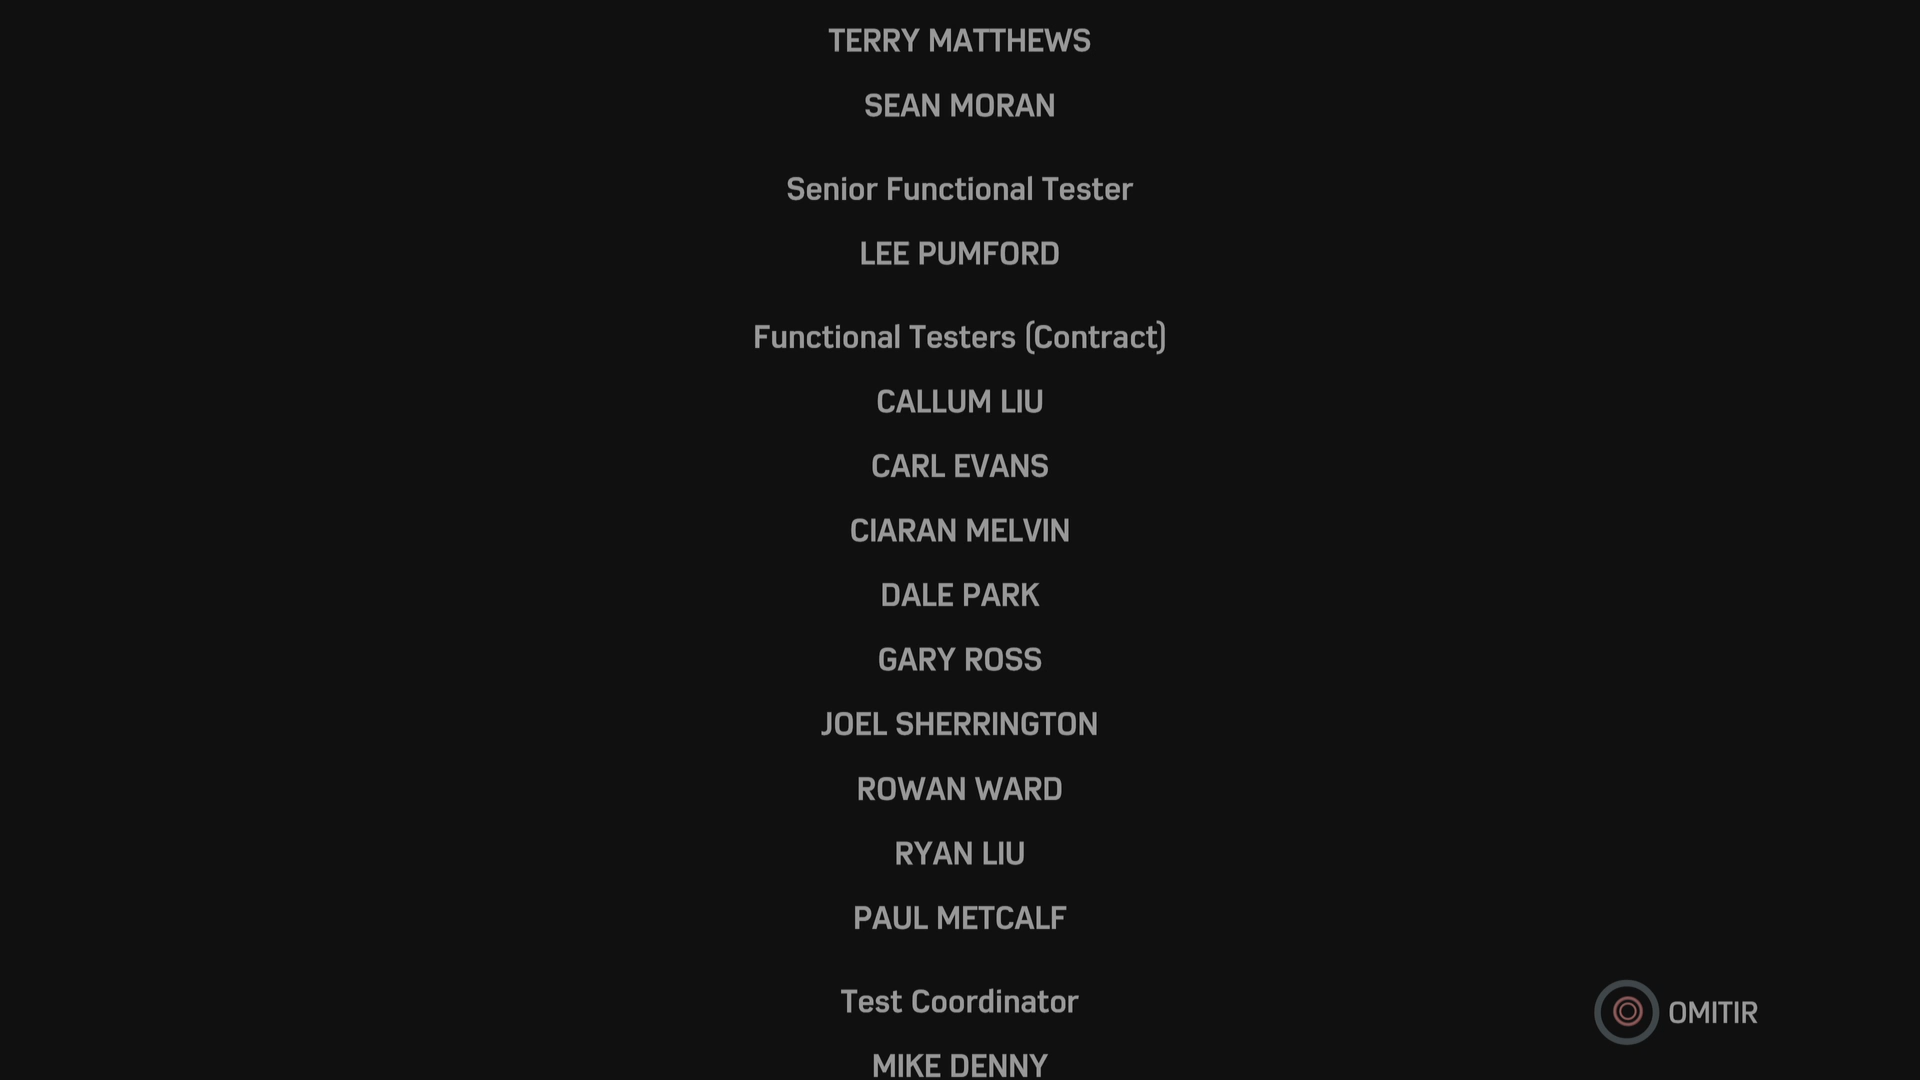 TERRY MATTHEWS
SEAN MORAN
Senior Functional Tester
LEE PUMFORD
Functional Testers (Contract)
CALLUM LIU
CARL EVANS
CIARAN MELVIN
DALE PARK
GARY ROSS
JOEL SHERRINGTON
ROWAN WARD
RYAN LIU
PAUL METCALF
Test Coordinator
MIKE DENNY
OMITIR